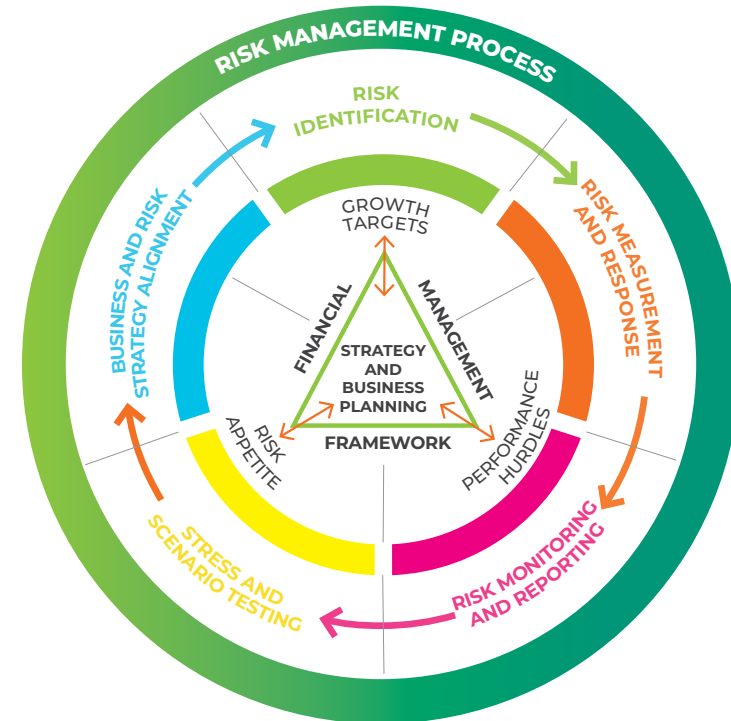 RISK MANAGEMENT PROCESS
RISK
IDENTIFICATION
RISK MEASUREMENT
AND RESPONSE
RISK MONITORING
AND REPORTING
STRESS AND
SCENARIO TESTING
BUSINESS AND RISK
STRATEGY ALIGNMENT
GROWTH
TARGETS
FINANCIAL
MANAGEMENT
FRAMEWORK
STRATEGY
AND
BUSINESS
PLANNING
RISK
APPETITE
PERFORMANCE
HURDLES